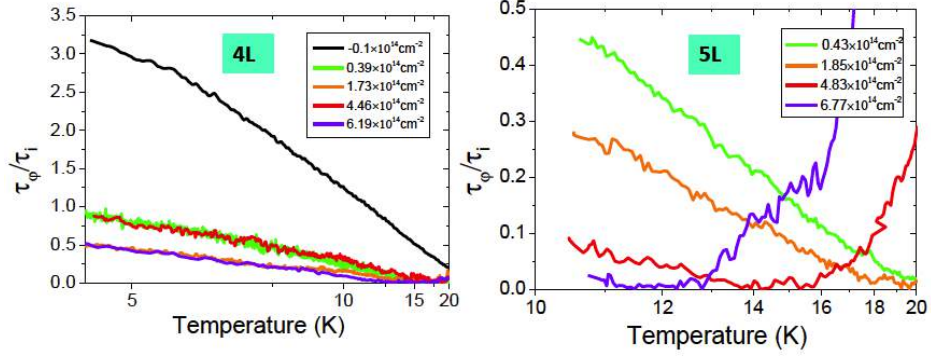 4L
-0.1×10¹⁴cm⁻²
0.39×10¹⁴cm⁻²
1.73×10¹⁴cm⁻²
4.46×10¹⁴cm⁻²
6.19×10¹⁴cm⁻²
3.5
3.0
2.5
2.0
1.5
1.0
0.5
0.0
τφ/τi
5
10
15
20
Temperature (K)
5L
0.43×10¹⁴cm⁻²
1.85×10¹⁴cm⁻²
4.83×10¹⁴cm⁻²
6.77×10¹⁴cm⁻²
0.5
0.4
0.3
0.2
0.1
0.0
τφ/τi
10
12
14
16
18
20
Temperature (K)